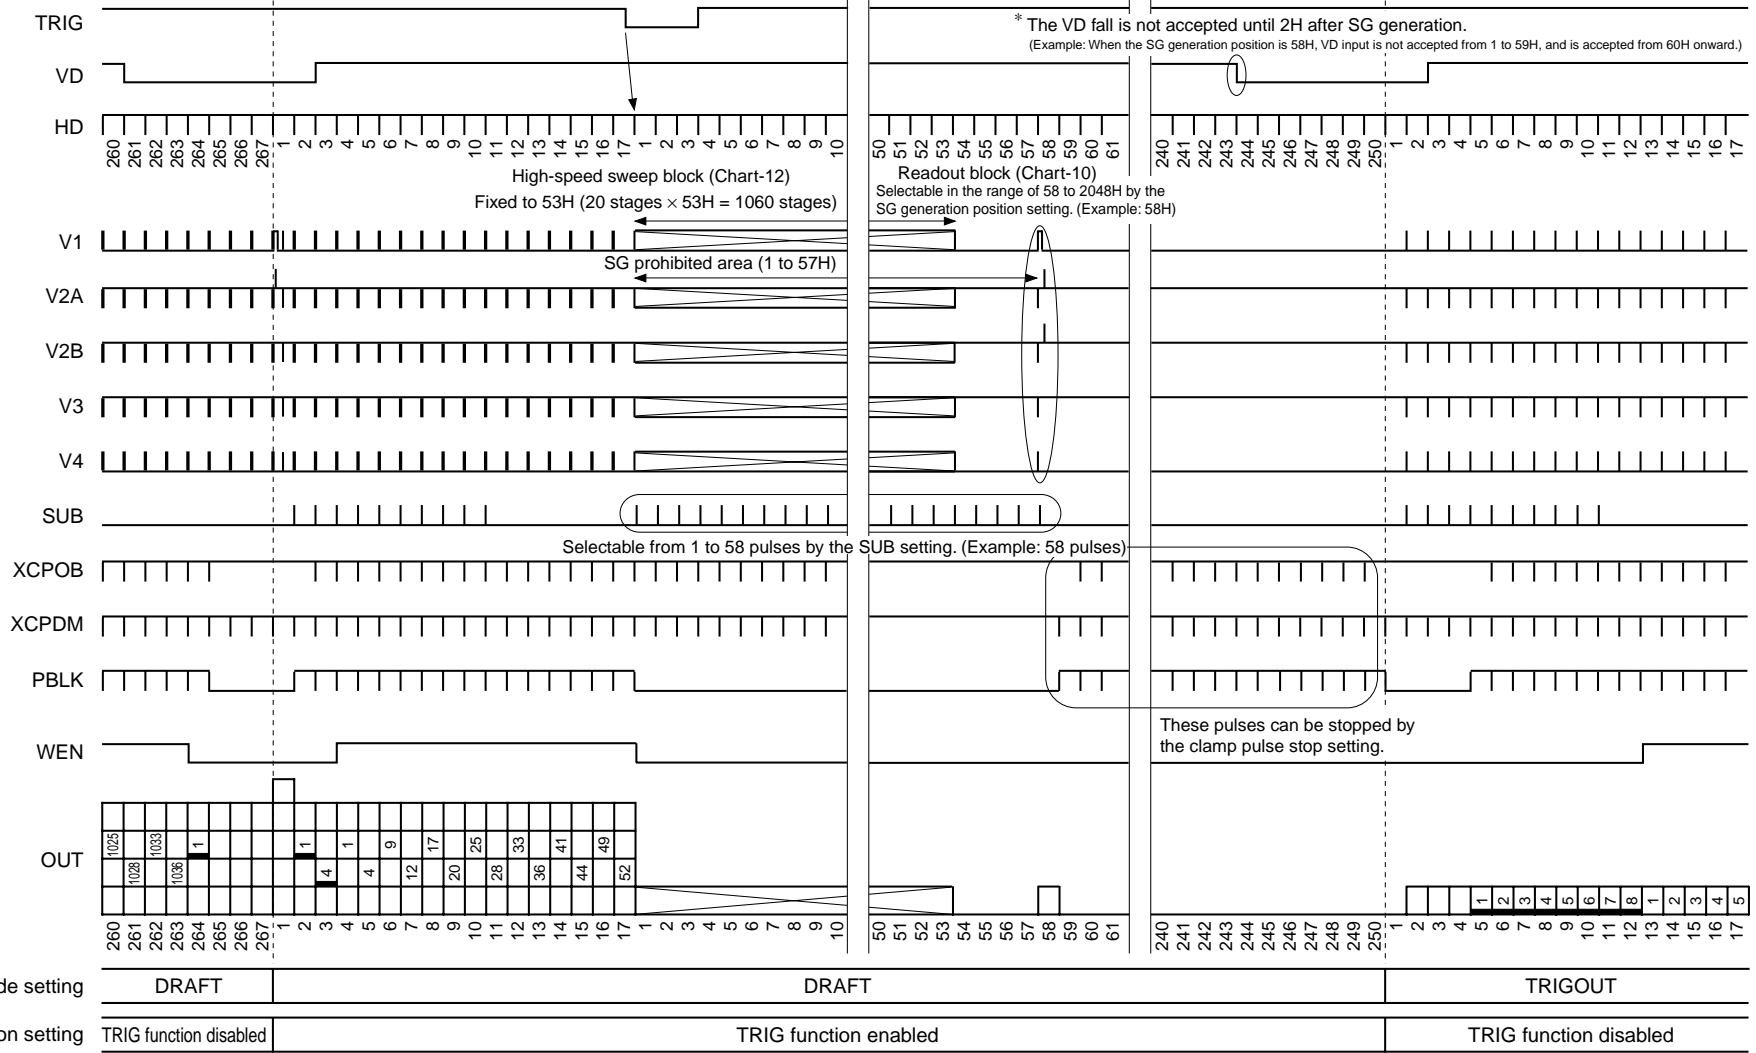 TRIG
* The VD fall is not accepted until 2H after SG generation.
(Example: When the SG generation position is 58H, VD input is not accepted from 1 to 59H, and is accepted from 60H onward.)
VD
HD
260 261 262 263 264 265 266 267 1 2 3 4 5 6 7 8 9 10 11 12 13 14 15 16 17 1 2 3 4 5 6 7 8 9 10 50 51 52 53 54 55 56 57 58 59 60 61 240 241 242 243 244 245 246 247 248 249 250 1 2 3 4 5 6 7 8 9 10 11 12 13 14 15 16 17
High-speed sweep block (Chart-12)
Fixed to 53H (20 stages × 53H = 1060 stages)
Readout block (Chart-10)
Selectable in the range of 58 to 2048H by the
SG generation position setting. (Example: 58H)
V1
SG prohibited area (1 to 57H)
V2A
V2B
V3
V4
SUB
Selectable from 1 to 58 pulses by the SUB setting. (Example: 58 pulses)
XCPOB
XCPDM
PBLK
These pulses can be stopped by
the clamp pulse stop setting.
WEN
OUT
1025 1033 1 1 1 9 17 25 33 41 49
1028 1036 4 4 12 20 28 36 44 52
1 2 3 4 5 6 7 8 1 2 3 4 5
260 261 262 263 264 265 266 267 1 2 3 4 5 6 7 8 9 10 11 12 13 14 15 16 17 1 2 3 4 5 6 7 8 9 10 50 51 52 53 54 55 56 57 58 59 60 61 240 241 242 243 244 245 246 247 248 249 250 1 2 3 4 5 6 7 8 9 10 11 12 13 14 15 16 17
de setting DRAFT DRAFT TRIGOUT
on setting TRIG function disabled TRIG function enabled TRIG function disabled